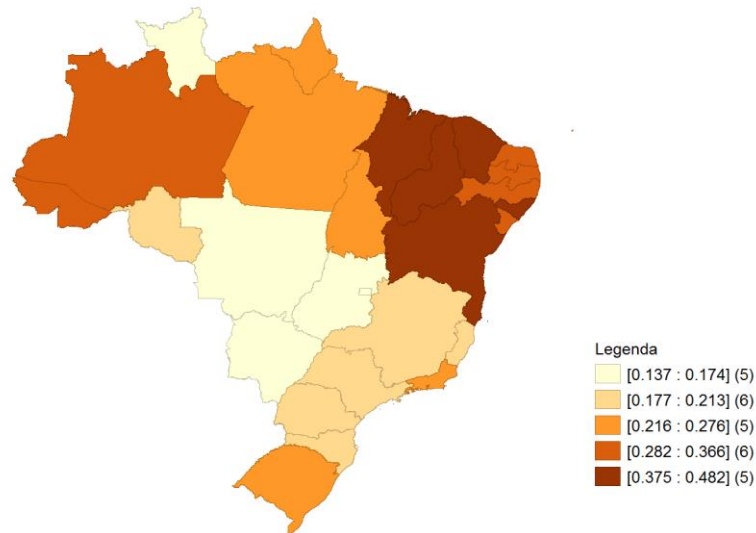 Legenda
[0.137 : 0.174] (5)
[0.177 : 0.213] (6)
[0.216 : 0.276] (5)
[0.282 : 0.366] (6)
[0.375 : 0.482] (5)